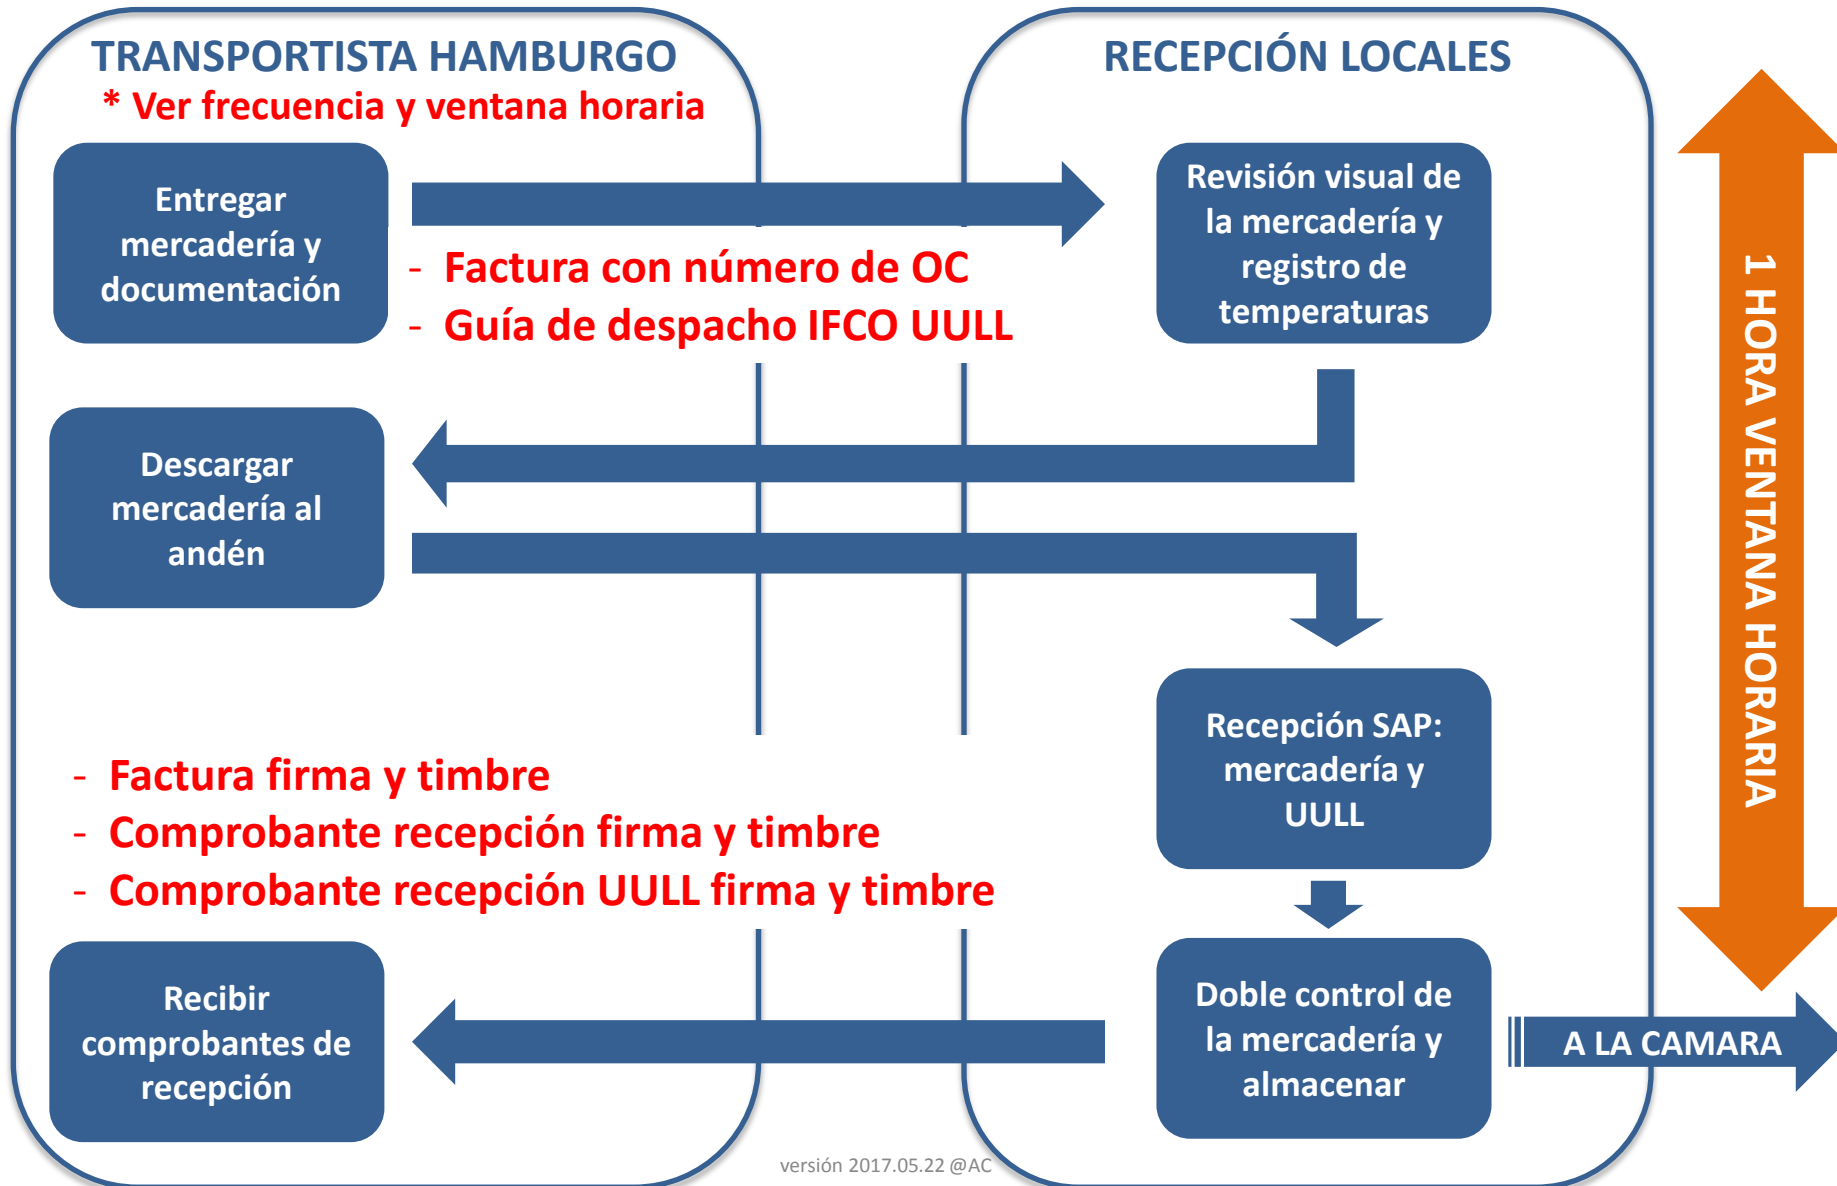 TRANSPORTISTA HAMBURGO
* Ver frecuencia y ventana horaria
RECEPCIÓN LOCALES
Entregar
mercadería y
documentación
- Factura con número de OC
- Guía de despacho IFCO UULL
Revisión visual de
la mercadería y
registro de
temperaturas
Descargar
mercadería al
andén
Recepción SAP:
mercadería y
UULL
- Factura firma y timbre
- Comprobante recepción firma y timbre
- Comprobante recepción UULL firma y timbre
Recibir
comprobantes de
recepción
Doble control de
la mercadería y
almacenar
A LA CAMARA
1 HORA VENTANA HORARIA
versión 2017.05.22 @AC